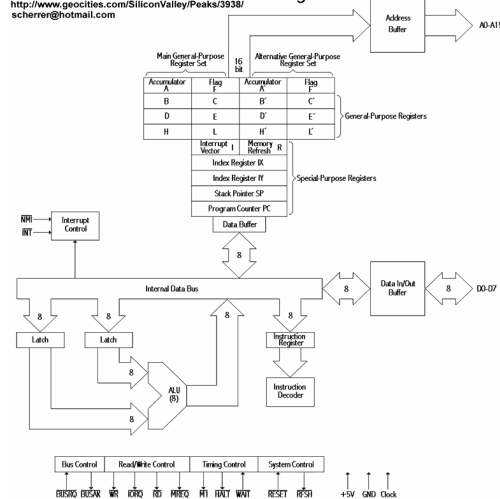 http://www.geocities.com/SiliconValley/Peaks/3938/
scherrer@hotmail.com
Address
Buffer
A0-A15
Main General-Purpose
Register Set
16
bit
Alternative General-Purpose
Register Set
Accumulator
A
Flag
F
Accumulator
A'
Flag
F'
B
C
B'
C'
D
E
D'
E'
General-Purpose Registers
H
L
H'
L'
Interrupt
Vector I
Memory
Refresh R
Index Register IX
Index Register IY
Special-Purpose Registers
Stack Pointer SP
Program Counter PC
Data Buffer
NMI
INT
Interrupt
Control
8
Internal Data Bus
8
Data In/Out
Buffer
8
D0-D7
8
8
8
8
Latch
Latch
Instruction
Register
8
ALU
(8)
Instruction
Decoder
8
Bus Control
Read/Write Control
Timing Control
System Control
BUSRQ BUSAK WR IORQ RD MREQ M1 HALT WAIT RESET RFSH +5V GND Clock